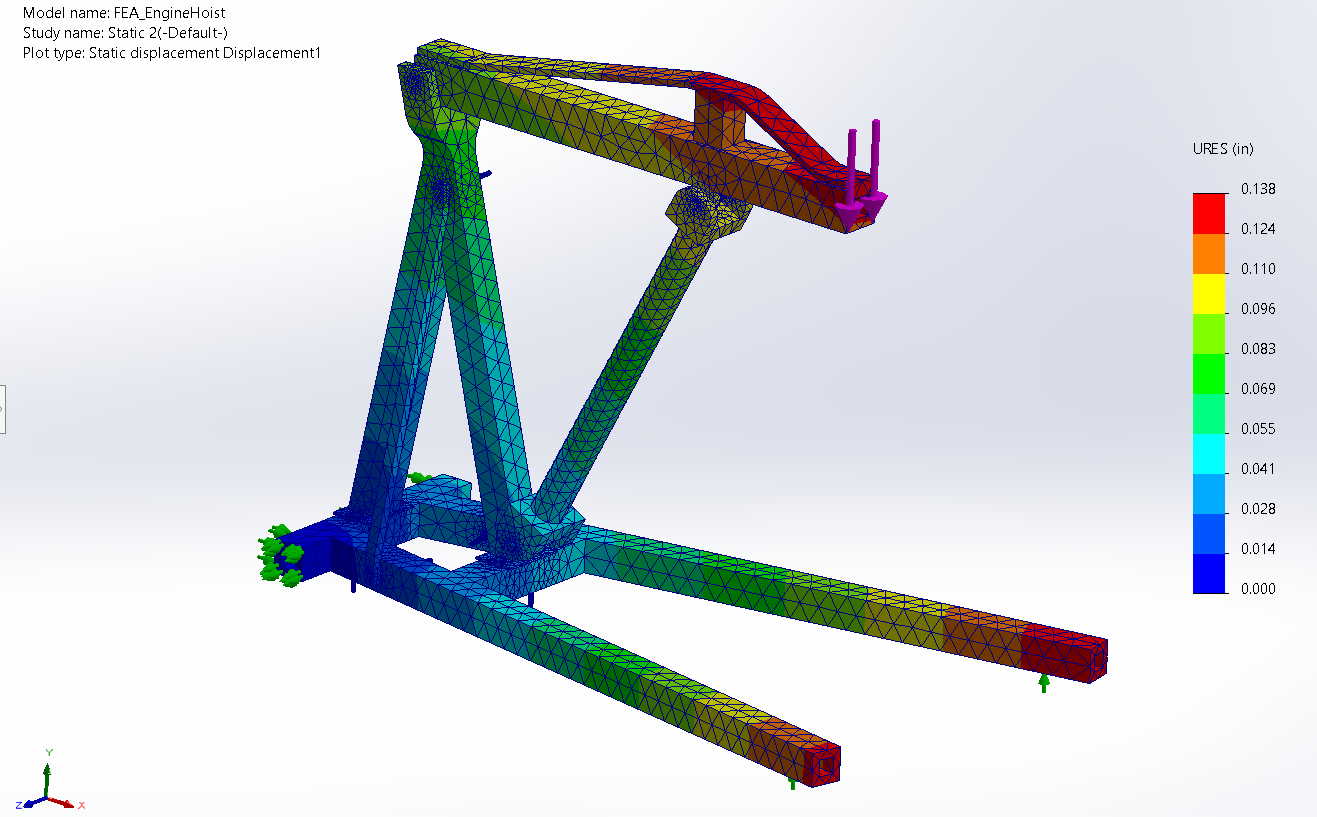 Model name: FEA_EngineHoist
Study name: Static 2(-Default-)
Plot type: Static displacement Displacement1
URES (in)
0.138
0.124
0.110
0.096
0.083
0.069
0.055
0.041
0.028
0.014
0.000
Y
Z
X